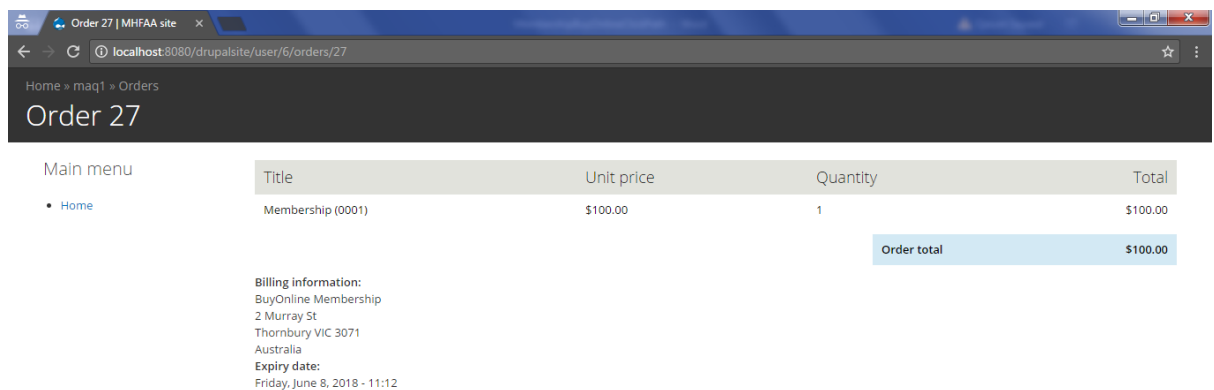 Order 27 | MHFAA site
localhost:8080/drupalsite/user/6/orders/27
Home » maq1 » Orders
Order 27
Main menu
Home
Title Unit price Quantity Total
Membership (0001) $100.00 1 $100.00
Order total $100.00
Billing information:
BuyOnline Membership
2 Murray St
Thornbury VIC 3071
Australia
Expiry date:
Friday, June 8, 2018 - 11:12